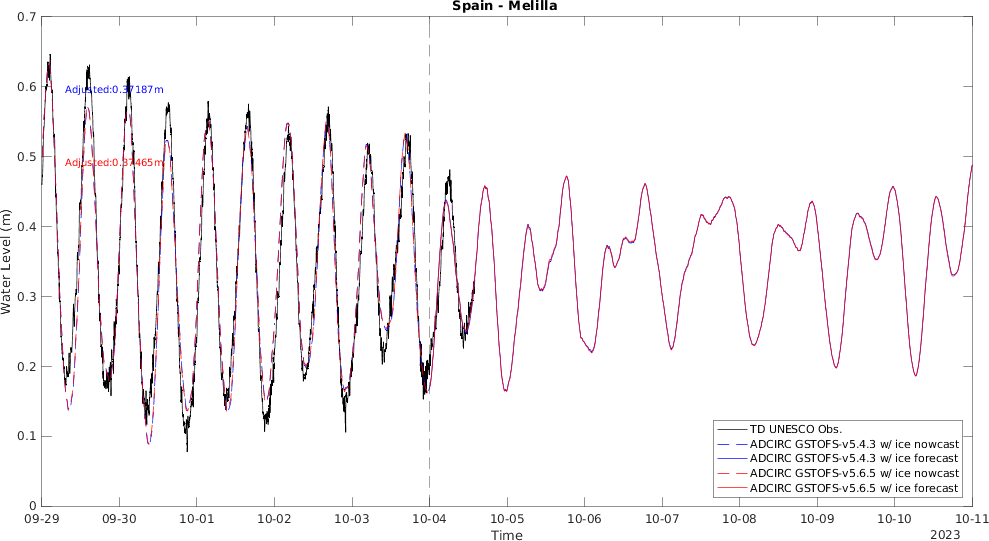 Spain - Melilla
0.7
0.6
0.5
0.4
0.3
0.2
0.1
0
Water Level (m)
Adjusted:0.37187m
Adjusted:0.37465m
TD UNESCO Obs.
ADCIRC GSTOFS-v5.4.3 w/ ice nowcast
ADCIRC GSTOFS-v5.4.3 w/ ice forecast
ADCIRC GSTOFS-v5.6.5 w/ ice nowcast
ADCIRC GSTOFS-v5.6.5 w/ ice forecast
09-29 09-30 10-01 10-02 10-03 10-04 10-05 10-06 10-07 10-08 10-09 10-10 10-11
Time
2023